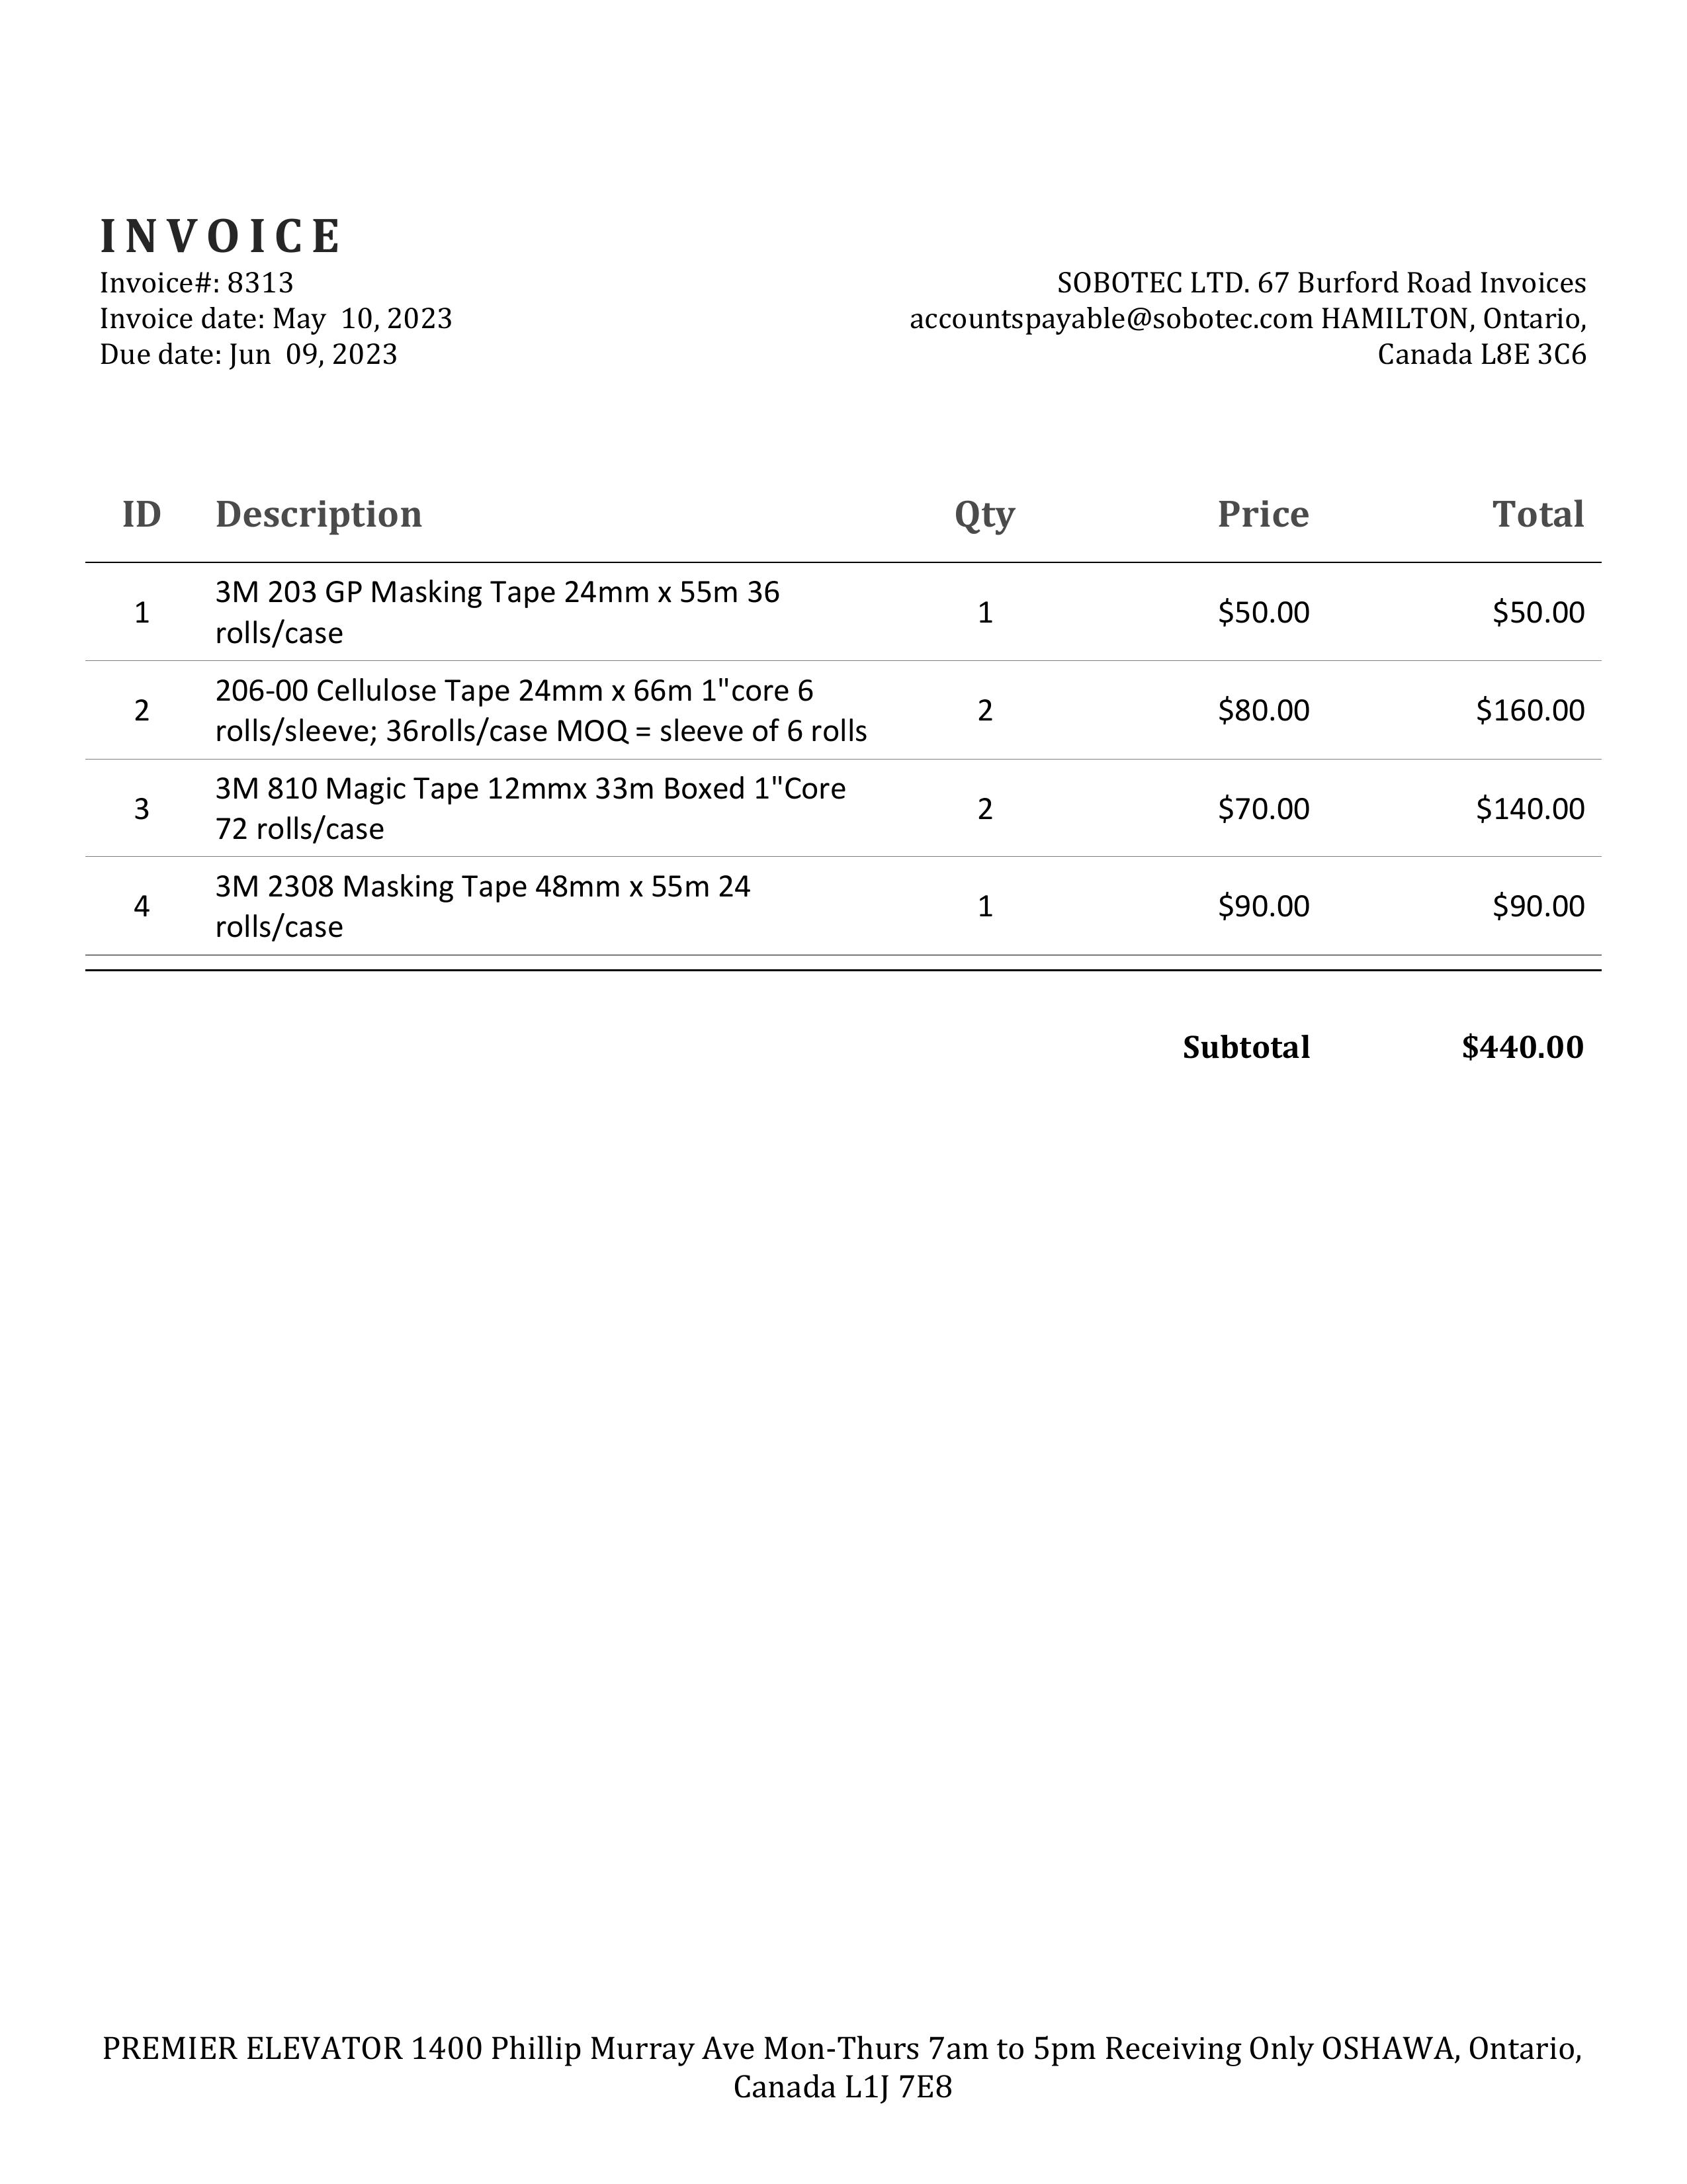 INVOICE
Invoice#: 8313
Invoice date: May  10, 2023
Due date: Jun  09, 2023
SOBOTEC LTD. 67 Burford Road Invoices
accountspayable@sobotec.com HAMILTON, Ontario,
Canada L8E 3C6
ID Description Qty Price Total
1 3M 203 GP Masking Tape 24mm x 55m 36
rolls/case 1 $50.00 $50.00
2 206-00 Cellulose Tape 24mm x 66m 1"core 6
rolls/sleeve; 36rolls/case MOQ = sleeve of 6 rolls 2 $80.00 $160.00
3 3M 810 Magic Tape 12mmx 33m Boxed 1"Core
72 rolls/case 2 $70.00 $140.00
4 3M 2308 Masking Tape 48mm x 55m 24
rolls/case 1 $90.00 $90.00
Subtotal $440.00
PREMIER ELEVATOR 1400 Phillip Murray Ave Mon-Thurs 7am to 5pm Receiving Only OSHAWA, Ontario,
Canada L1J 7E8